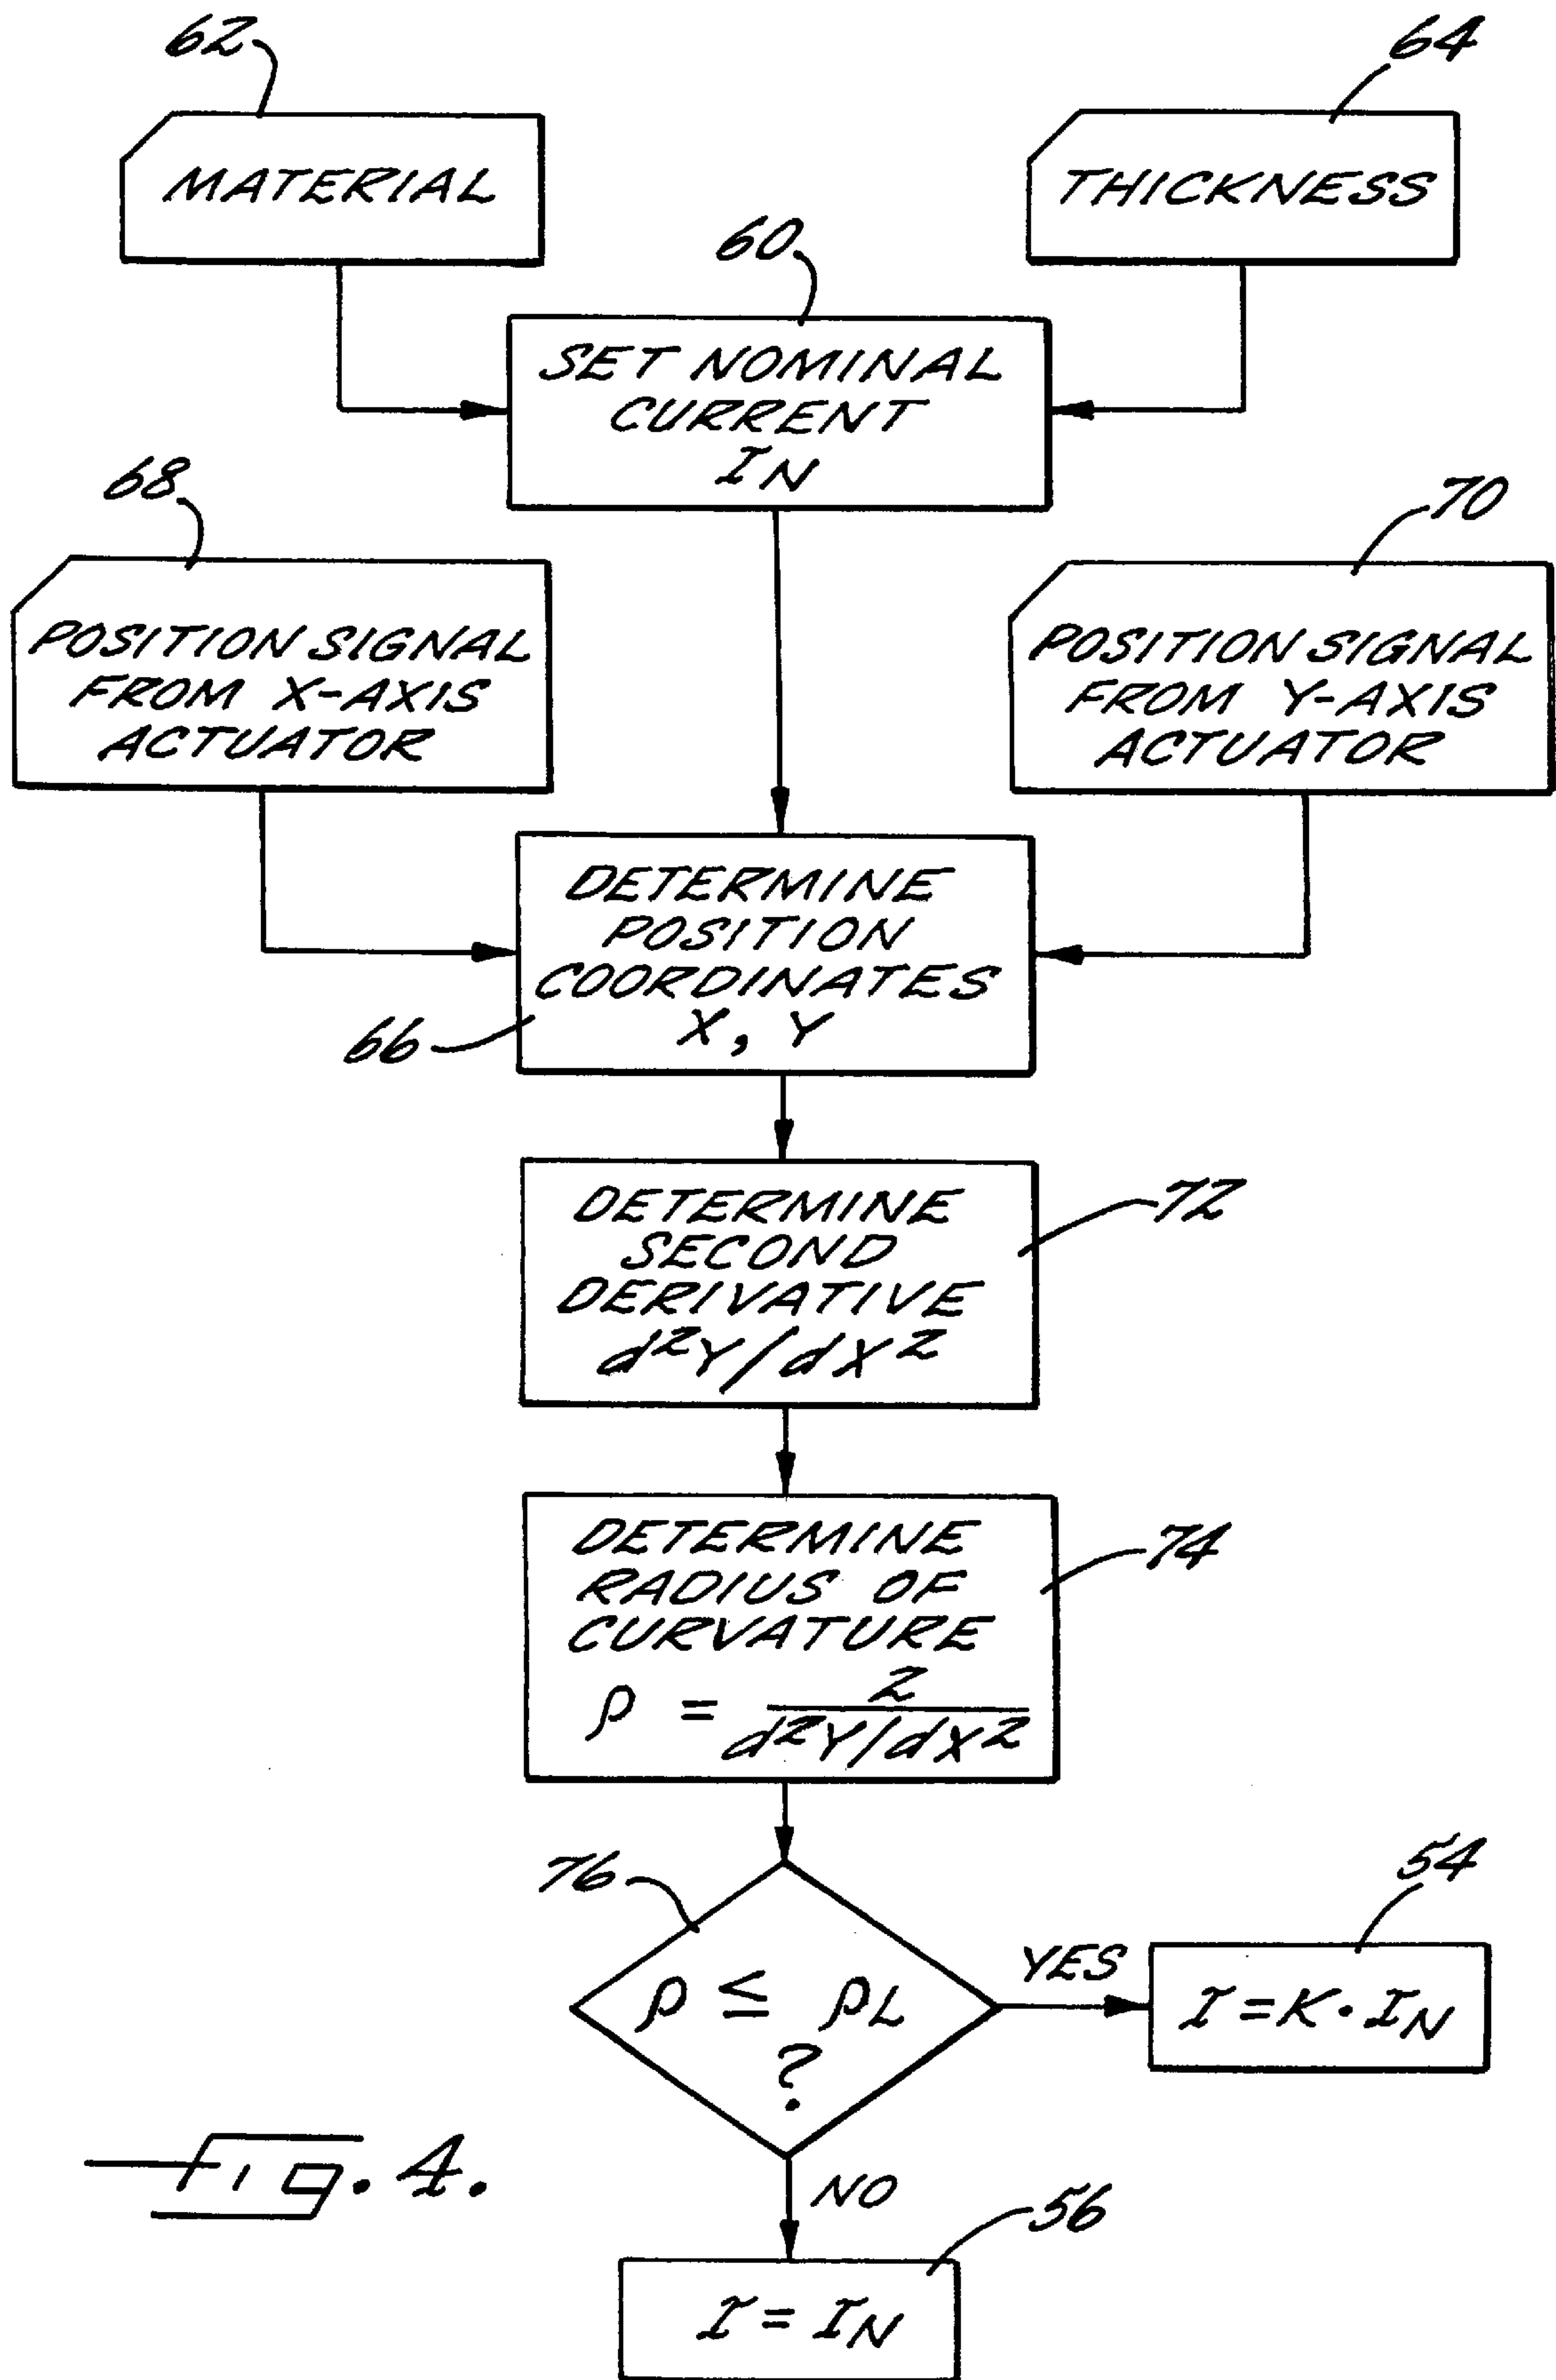 62
64
MATERIAL
THICKNESS
60
SET NOMINAL
CURRENT
IN
68
70
POSITION SIGNAL
FROM X-AXIS
ACTUATOR
POSITION SIGNAL
FROM Y-AXIS
ACTUATOR
DETERMINE
POSITION
COORDINATES
X, Y
66
DETERMINE
SECOND
DERIVATIVE
d²Y/dX²
72
DETERMINE
RADIUS OF
CURVATURE
ρ = 2
d²Y/dX²
74
76
54
ρ ≤ ρL
?
YES
I = K · IN
NO
Fig. 4.
56
I = IN